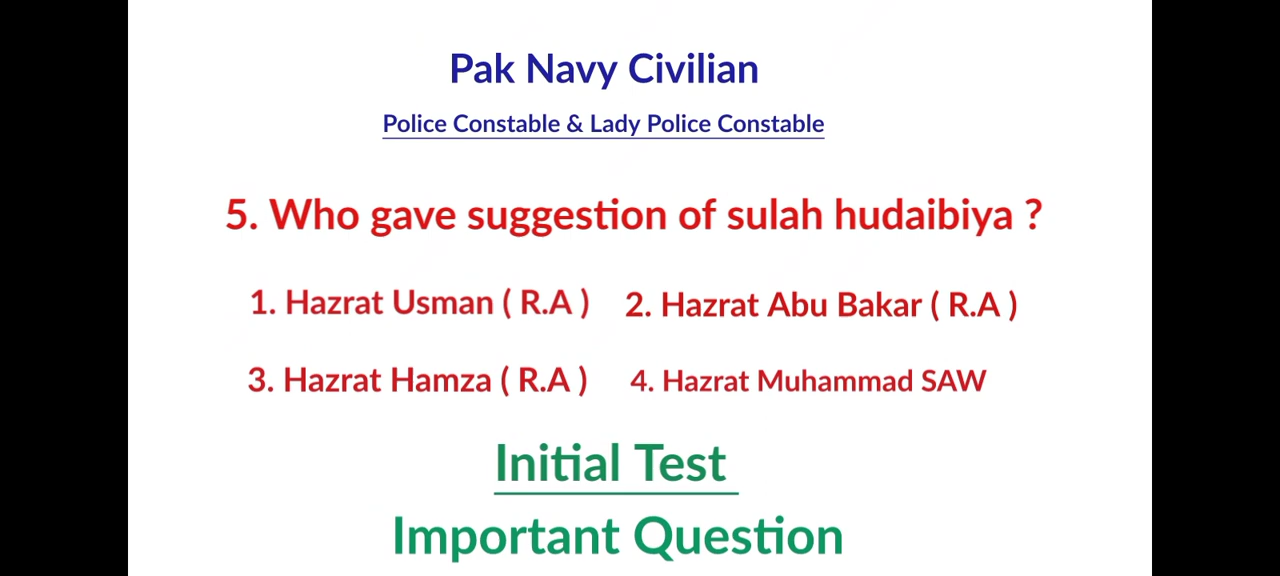 Pak Navy Civilian
Police Constable & Lady Police Constable
5. Who gave suggestion of sulah hudaibiya ?
1. Hazrat Usman ( R.A ) 2. Hazrat Abu Bakar ( R.A )
3. Hazrat Hamza ( R.A ) 4. Hazrat Muhammad SAW
Initial Test
Important Question